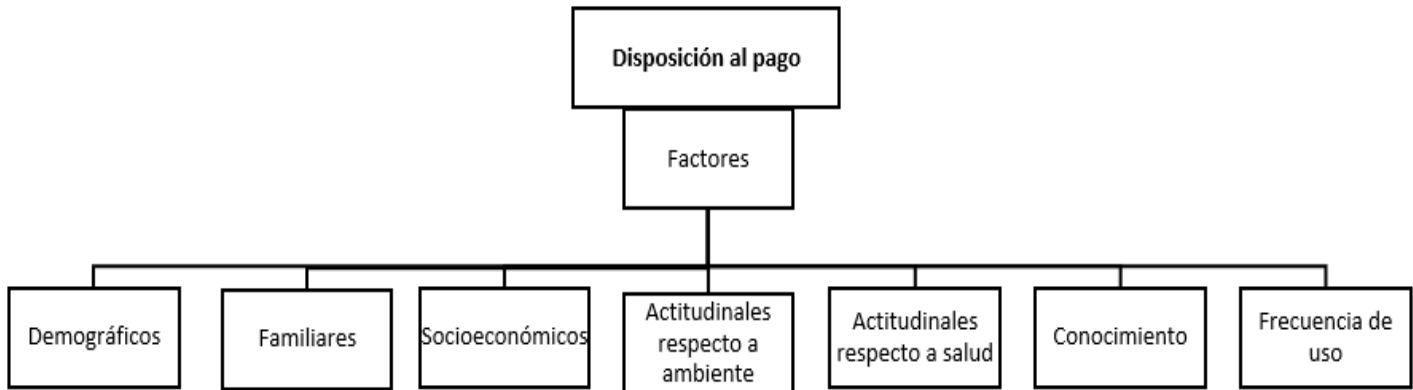 Disposición al pago
Factores
Demográficos
Familiares
Socioeconómicos
Actitudinales
respecto a
ambiente
Actitudinales
respecto a salud
Conocimiento
Frecuencia de
uso